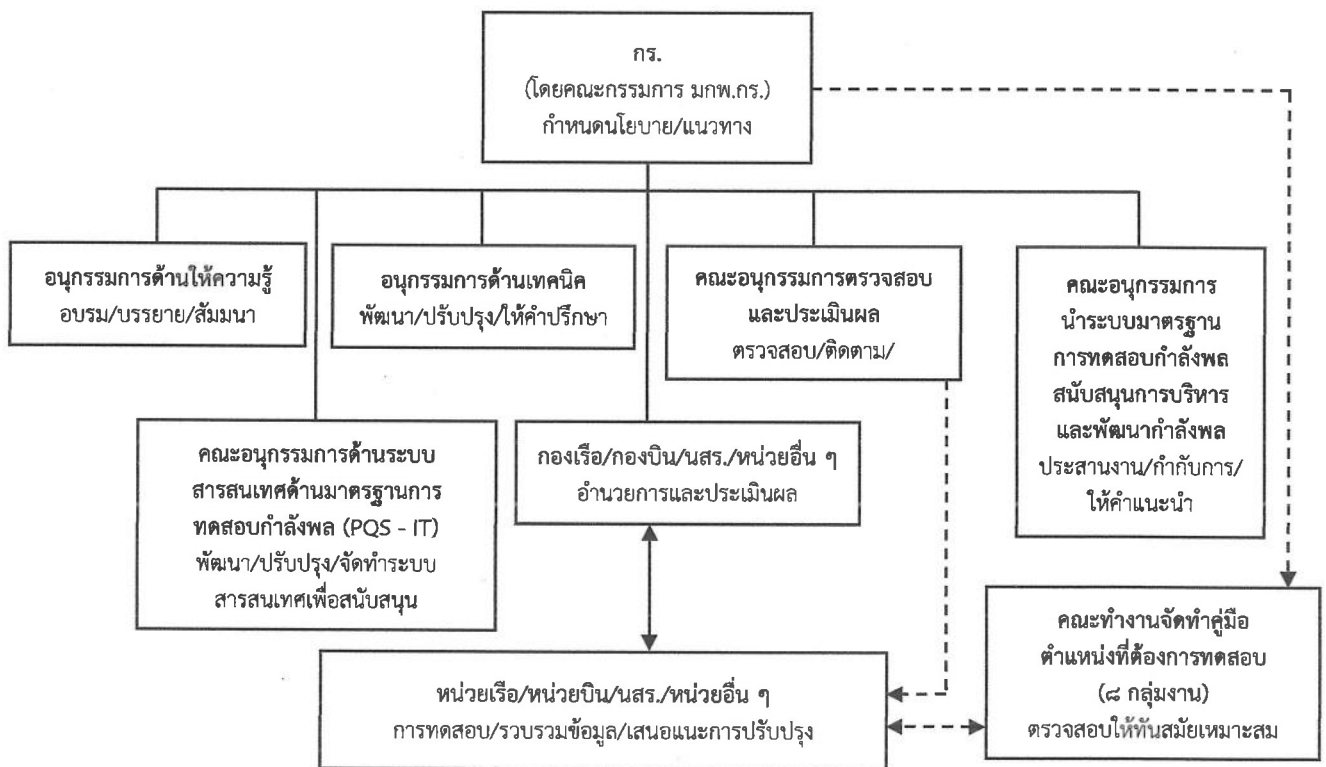 กร.
(โดยคณะกรรมการ มกพ.กร.)
กำหนดนโยบาย/แนวทาง
อนุกรรมการด้านให้ความรู้
อบรม/บรรยาย/สัมมนา
อนุกรรมการด้านเทคนิค
พัฒนา/ปรับปรุง/ให้คำปรึกษา
คณะอนุกรรมการตรวจสอบ
และประเมินผล
ตรวจสอบ/ติดตาม/
คณะอนุกรรมการ
นำระบบมาตรฐาน
การทดสอบกำลังพล
สนับสนุนการบริหาร
และพัฒนากำลังพล
ประสานงาน/กำกับการ/
ให้คำแนะนำ
คณะอนุกรรมการด้านระบบ
สารสนเทศด้านมาตรฐานการ
ทดสอบกำลังพล (PQS - IT)
พัฒนา/ปรับปรุง/จัดทำระบบ
สารสนเทศเพื่อสนับสนุน
กองเรือ/กองบิน/นสร./หน่วยอื่น ๆ
อำนวยการและประเมินผล
หน่วยเรือ/หน่วยบิน/นสร./หน่วยอื่น ๆ
การทดสอบ/รวบรวมข้อมูล/เสนอแนะการปรับปรุง
คณะทำงานจัดทำคู่มือ
ตำแหน่งที่ต้องการทดสอบ
(๘ กลุ่มงาน)
ตรวจสอบให้ทันสมัยเหมาะสม